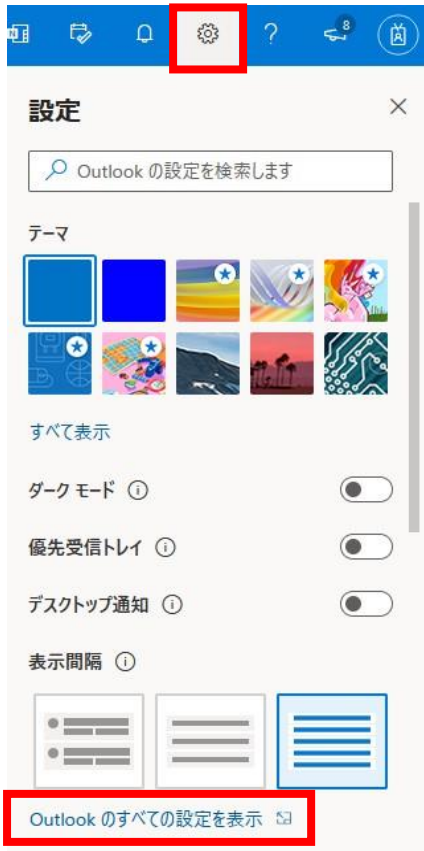 ? 8
設定
Outlook の設定を検索します
テーマ
すべて表示
ダーク モード
優先受信トレイ
デスクトップ通知
表示間隔
Outlook のすべての設定を表示